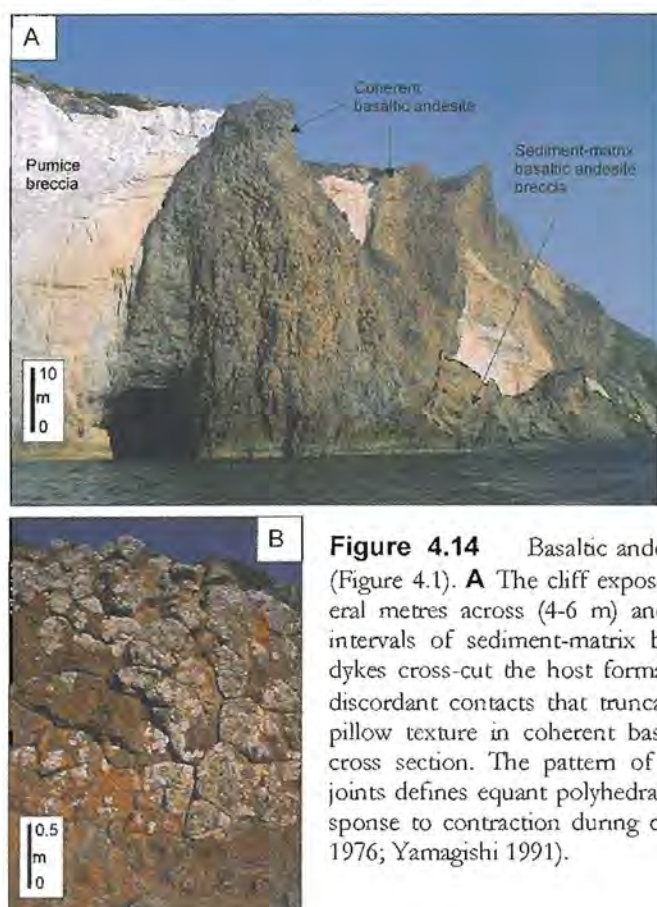 A
Coherent
basaltic andesite
Pumice
breccia
Sediment-matrix
basaltic andesite
breccia
10
m
0
B
0.5
m
0
Figure 4.14 Basaltic ande
(Figure 4.1). A The cliff expos
eral metres across (4-6 m) and
intervals of sediment-matrix b
dykes cross-cut the host forma
discordant contacts that trunca
pillow texture in coherent bas
cross section. The pattern of
joints defines equant polyhedra
sponse to contraction during c
1976; Yamagishi 1991).